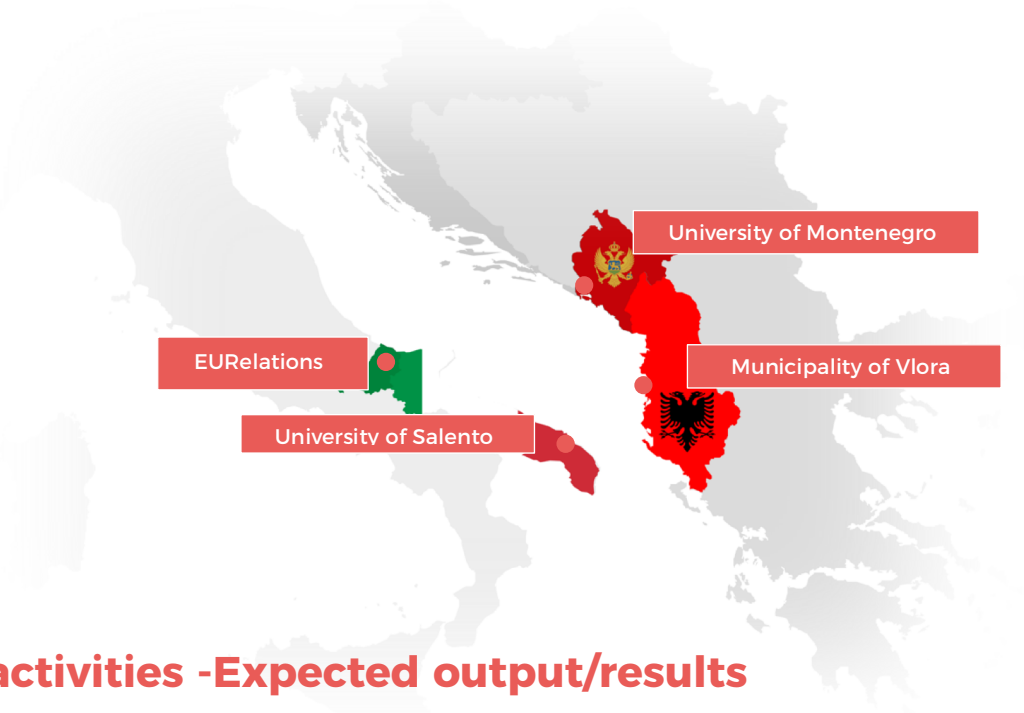 University of Montenegro
EURelations
Municipality of Vlora
University of Salento
activities -Expected output/results